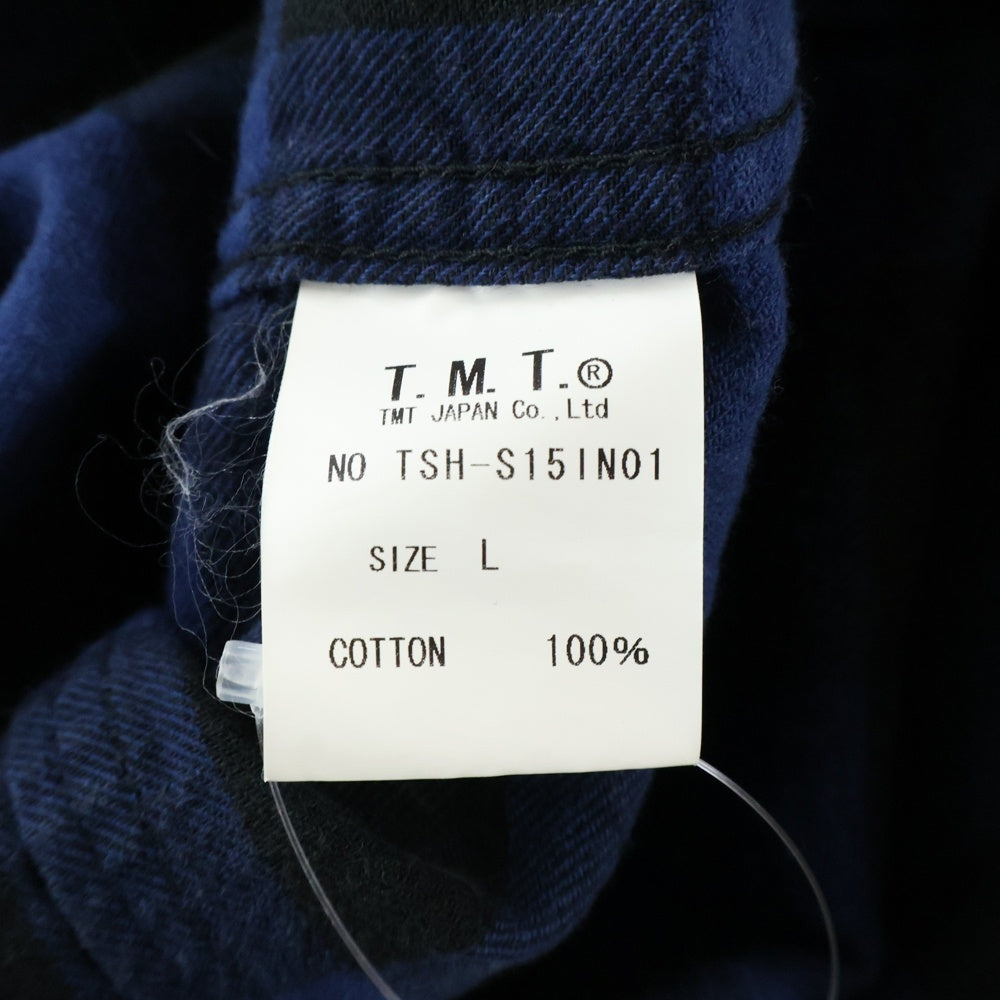 T. M. T.®
TMT JAPAN Co.,Ltd
NO TSH-S15IN01
SIZE L
COTTON 100%